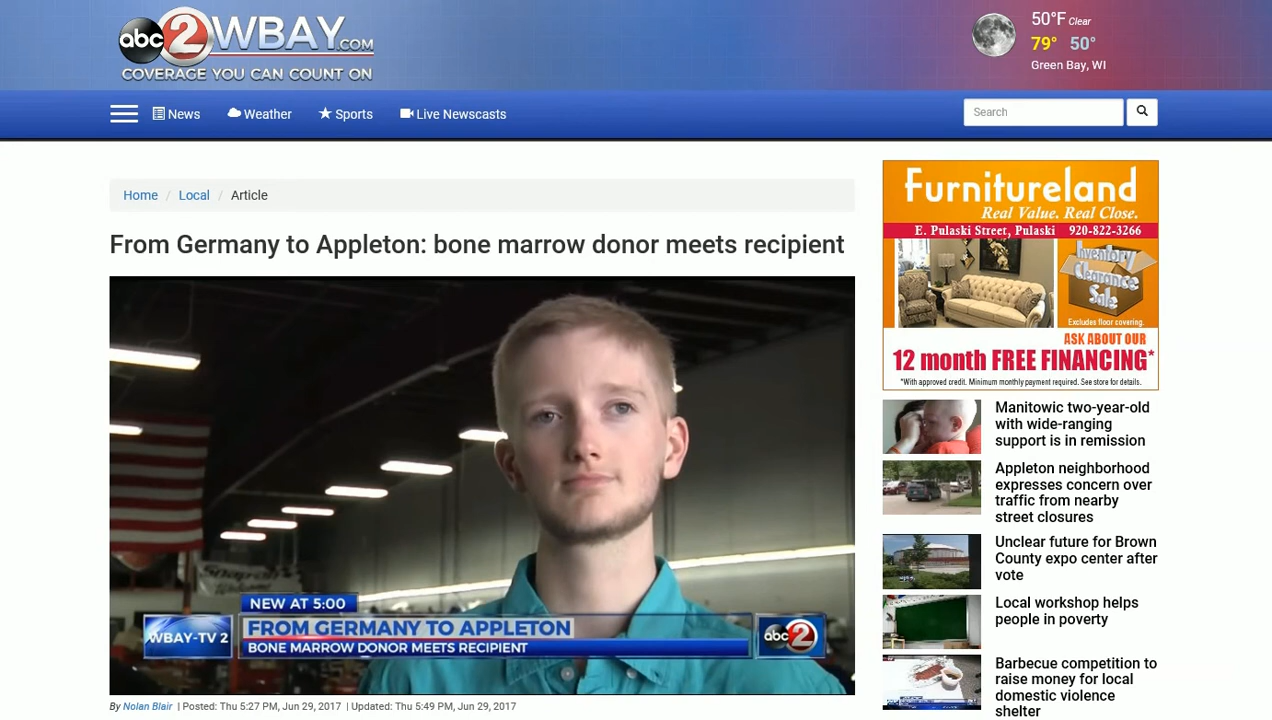 abc 2 WBAY.COM
COVERAGE YOU CAN COUNT ON
50°F Clear
79° 50°
Green Bay, WI
News Weather Sports Live Newscasts
Search
Home / Local / Article
From Germany to Appleton: bone marrow donor meets recipient
NEW AT 5:00
WBAY-TV 2
FROM GERMANY TO APPLETON
BONE MARROW DONOR MEETS RECIPIENT
abc 2
By Nolan Blair | Posted: Thu 5:27 PM, Jun 29, 2017 | Updated: Thu 5:49 PM, Jun 29, 2017
Furnitureland
Real Value. Real Close.
E. Pulaski Street, Pulaski 920-822-3266
Inventory
Clearance
Sale
Excludes floor covering.
ASK ABOUT OUR
12 month FREE FINANCING*
*With approved credit. Minimum monthly payment required. See store for details.
Manitowic two-year-old
with wide-ranging
support is in remission
Appleton neighborhood
expresses concern over
traffic from nearby
street closures
Unclear future for Brown
County expo center after
vote
Local workshop helps
people in poverty
Barbecue competition to
raise money for local
domestic violence
shelter